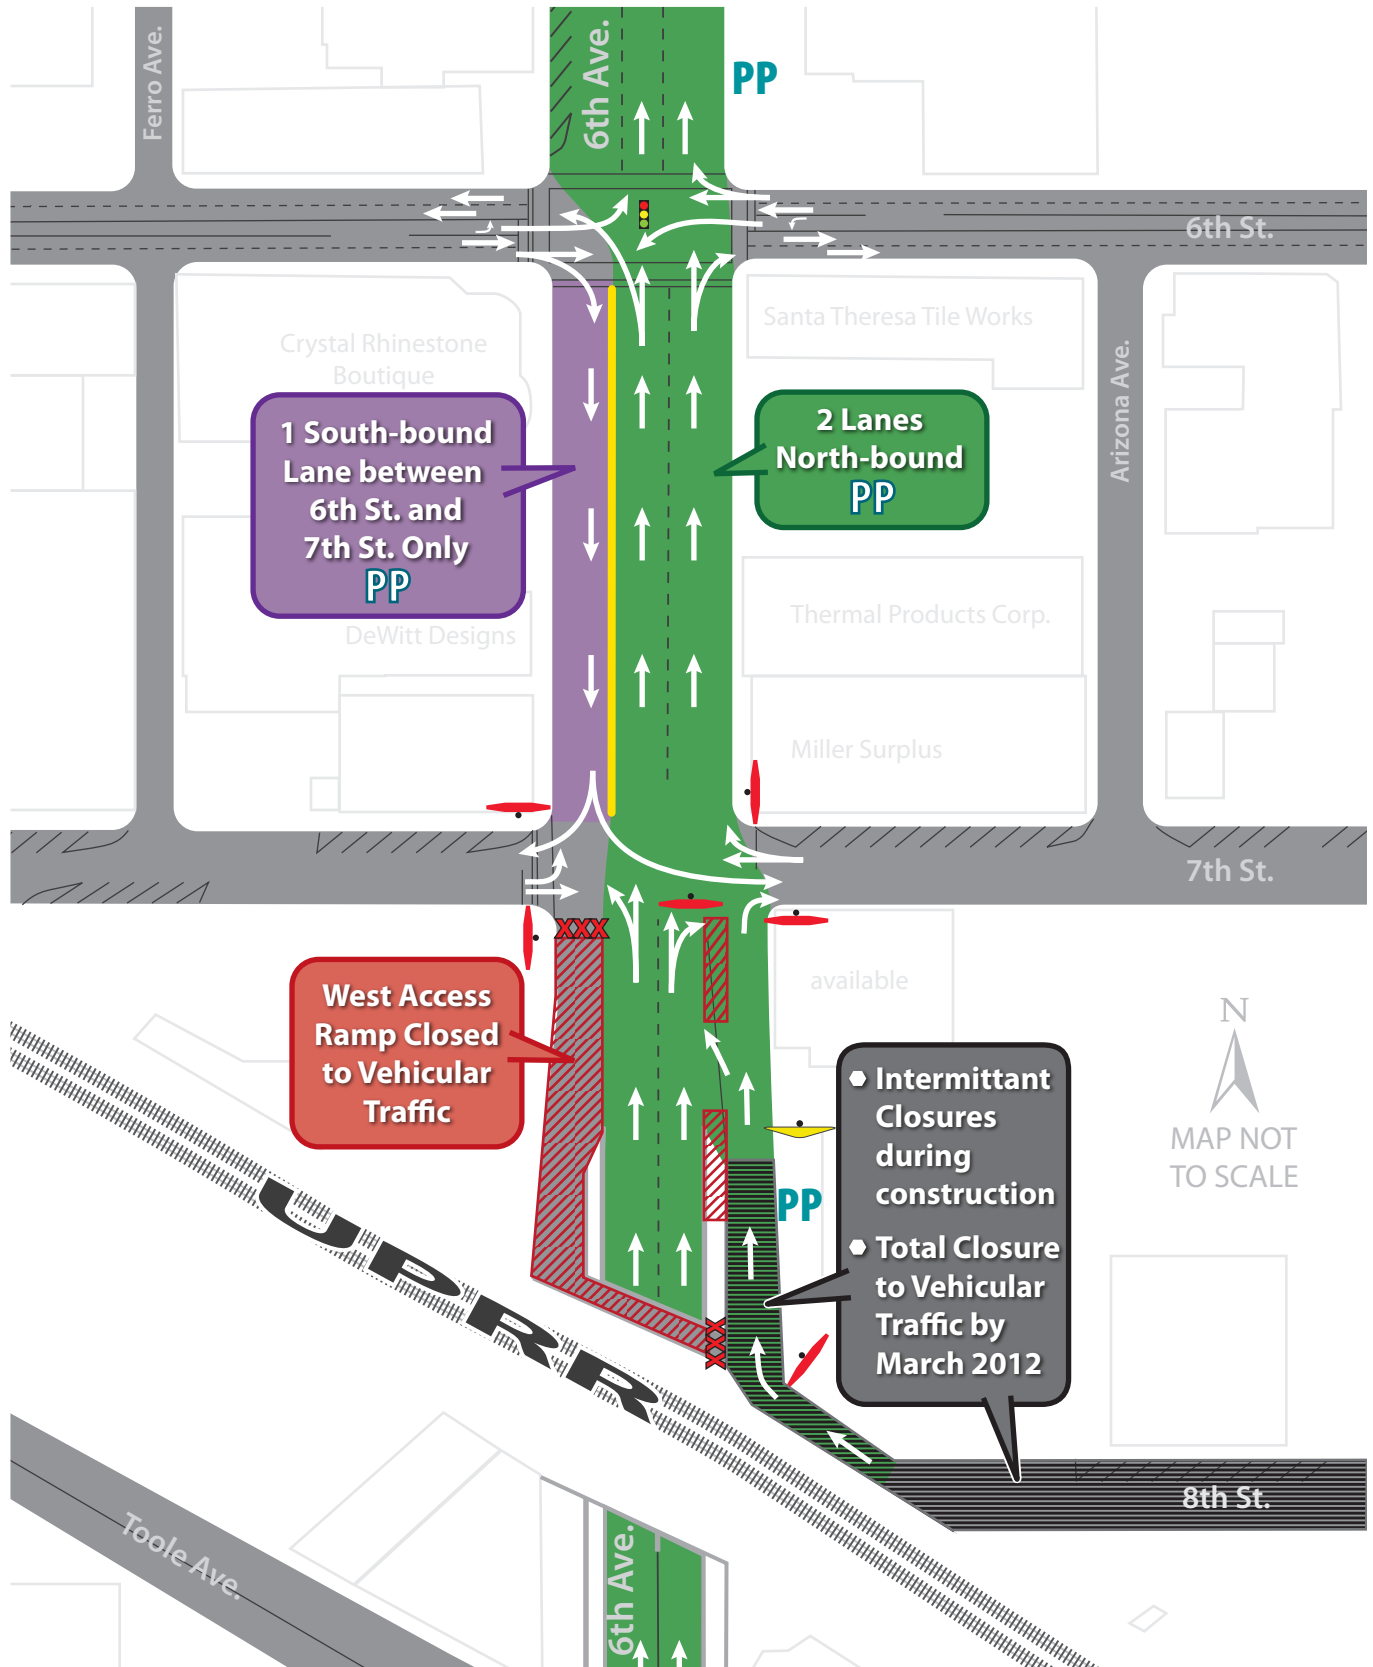 Ferro Ave.
6th Ave.
PP
6th St.
Crystal Rhinestone
Boutique
Santa Theresa Tile Works
Arizona Ave.
1 South-bound
Lane between
6th St. and
7th St. Only
PP
2 Lanes
North-bound
PP
DeWitt Designs
Thermal Products Corp.
Miller Surplus
7th St.
XXX
West Access
Ramp Closed
to Vehicular
Traffic
available
N
MAP NOT
TO SCALE
Intermittant
Closures
during
construction
Total Closure
to Vehicular
Traffic by
March 2012
PP
UPRR
XXX
8th St.
Toole Ave.
6th Ave.